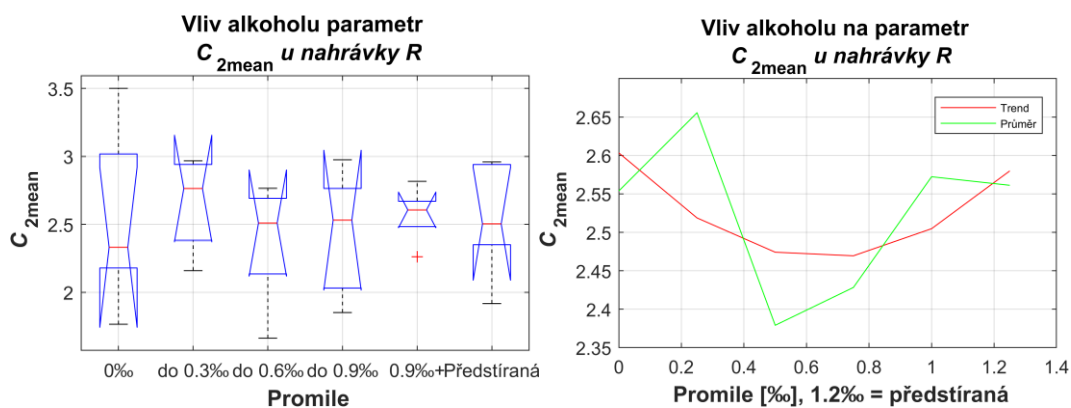 Vliv alkoholu parametr
C 2mean u nahrávky R
3.5
3
2.5
2
C 2mean
0‰ do 0.3‰ do 0.6‰ do 0.9‰ 0.9‰+ Předstíraná
Promile
Vliv alkoholu na parametr
C 2mean u nahrávky R
2.65
2.6
2.55
2.5
2.45
2.4
2.35
C 2mean
Trend
Průměr
0 0.2 0.4 0.6 0.8 1 1.2 1.4
Promile [‰], 1.2‰ = předstíraná